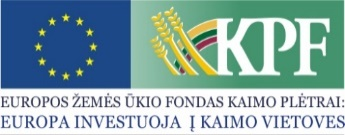 KPF
EUROPOS ŽEMĖS ŪKIO FONDAS KAIMO PLĖTRAI:
EUROPA INVESTUOJA Į KAIMO VIETOVES